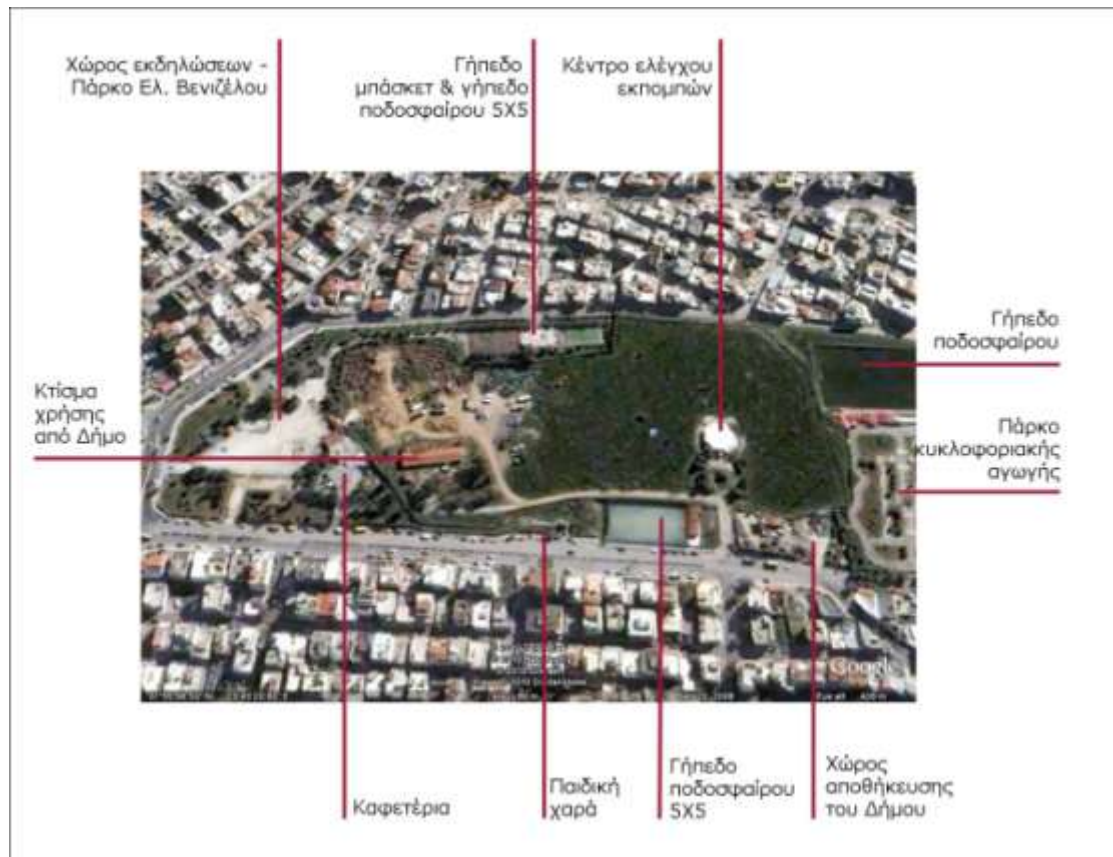 Χώρος εκδηλώσεων -
Πάρκο Ελ. Βενιζέλου
Γήπεδο
μπάσκετ & γήπεδο
ποδοσφαίρου 5Χ5
Κέντρο ελέγχου
εκπομπών
Γήπεδο
ποδοσφαίρου
Κτίσμα
χρήσης
από Δήμο
Πάρκο
κυκλοφοριακής
αγωγής
Google
Καφετέρια
Παιδική
χαρά
Γήπεδο
ποδοσφαίρου
5Χ5
Χώρος
αποθήκευσης
του Δήμου